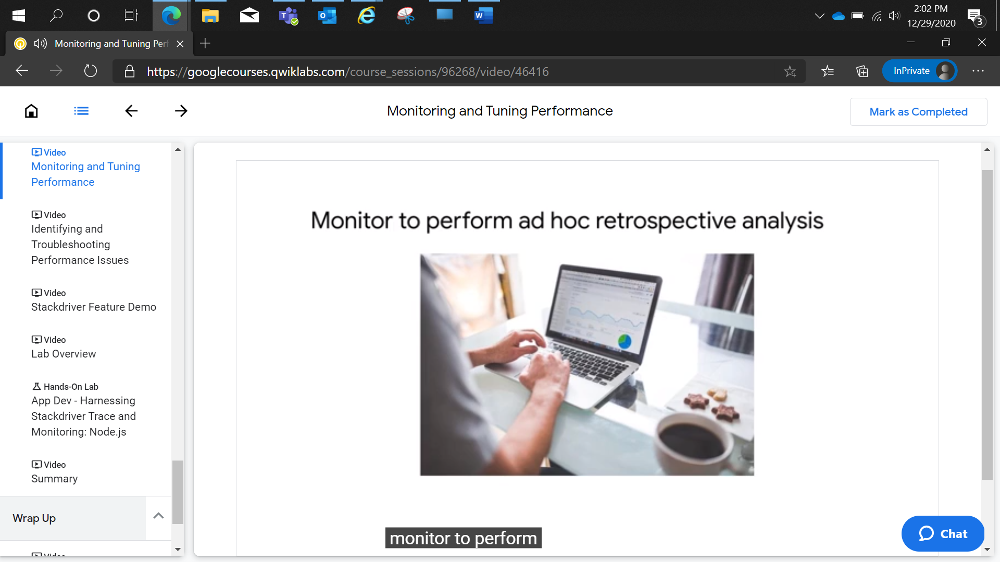 2:02 PM
12/29/2020
3
Monitoring and Tuning Perf
https://googlecourses.qwiklabs.com/course_sessions/96268/video/46416
InPrivate
Monitoring and Tuning Performance
Mark as Completed
Video
Monitoring and Tuning
Performance
Video
Identifying and
Troubleshooting
Performance Issues
Video
Stackdriver Feature Demo
Video
Lab Overview
Hands-On Lab
App Dev - Harnessing
Stackdriver Trace and
Monitoring: Node.js
Video
Summary
Wrap Up
Video
Monitor to perform ad hoc retrospective analysis
monitor to perform
Chat